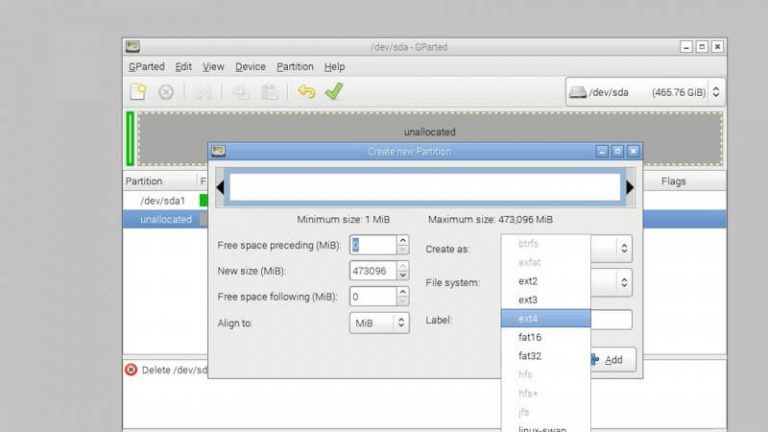 /dev/sda - GParted
GParted Edit View Device Partition Help
/dev/sda (465.76 GiB)
unallocated
Create new Partition
Partition F Flags
/dev/sda1
unallocated
Minimum size: 1 MiB Maximum size: 473,096 MiB
Free space preceding (MiB): 0
New size (MiB): 473096
Free space following (MiB): 0
Align to: MiB
Create as:
File system:
Label:
btrfs
exfat
ext2
ext3
ext4
fat16
fat32
hfs
hfs+
jfs
linux-swap
Add
Delete /dev/sd